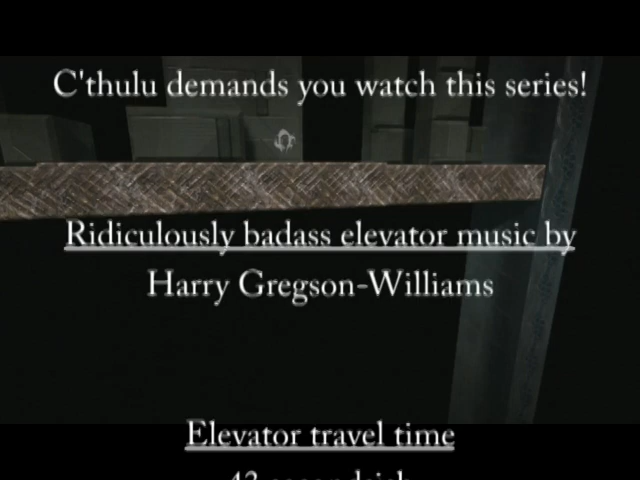 C'thulu demands you watch this series!
Ridiculously badass elevator music by
Harry Gregson-Williams
Elevator travel time